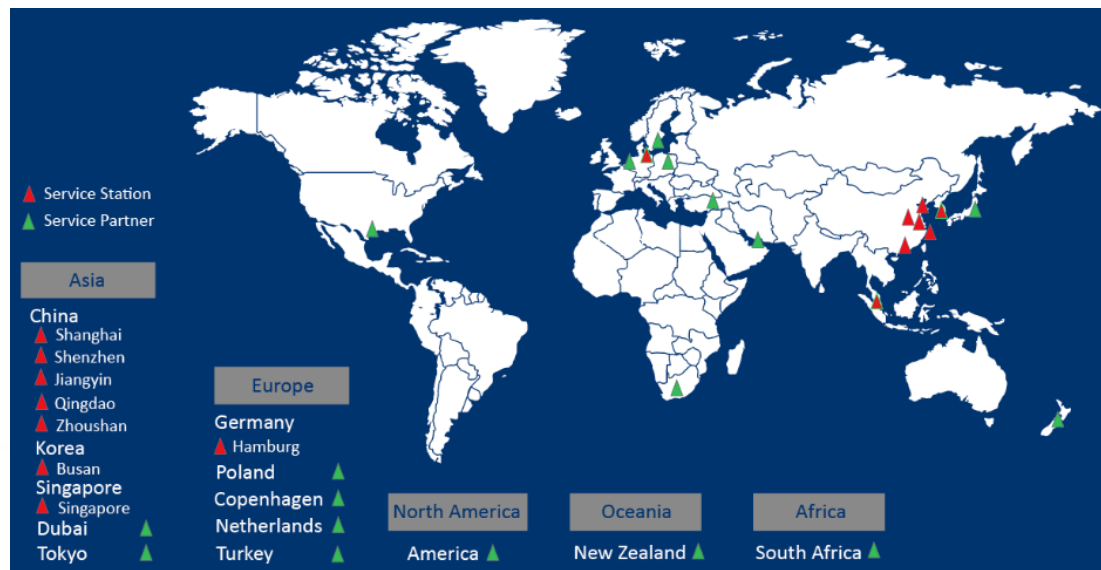 Service Station
Service Partner
Asia
China
Shanghai
Shenzhen
Jiangyin
Qingdao
Zhoushan
Korea
Busan
Singapore
Singapore
Dubai
Tokyo
Europe
Germany
Hamburg
Poland
Copenhagen
Netherlands
Turkey
North America
America
Oceania
New Zealand
Africa
South Africa